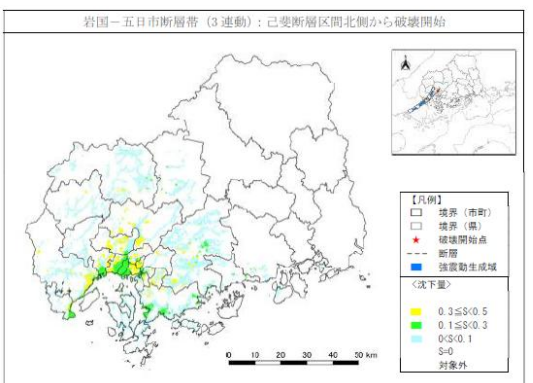 岩国－五日市断層帯（3連動）：己斐断層区間北側から破壊開始
【凡例】
境界（市町）
境界（県）
破壊開始点
断層
強震動生成域
<沈下量>
0.3≦S<0.5
0.1≦S<0.3
0<S<0.1
S=0
対象外
0 10 20 30 40 50 km